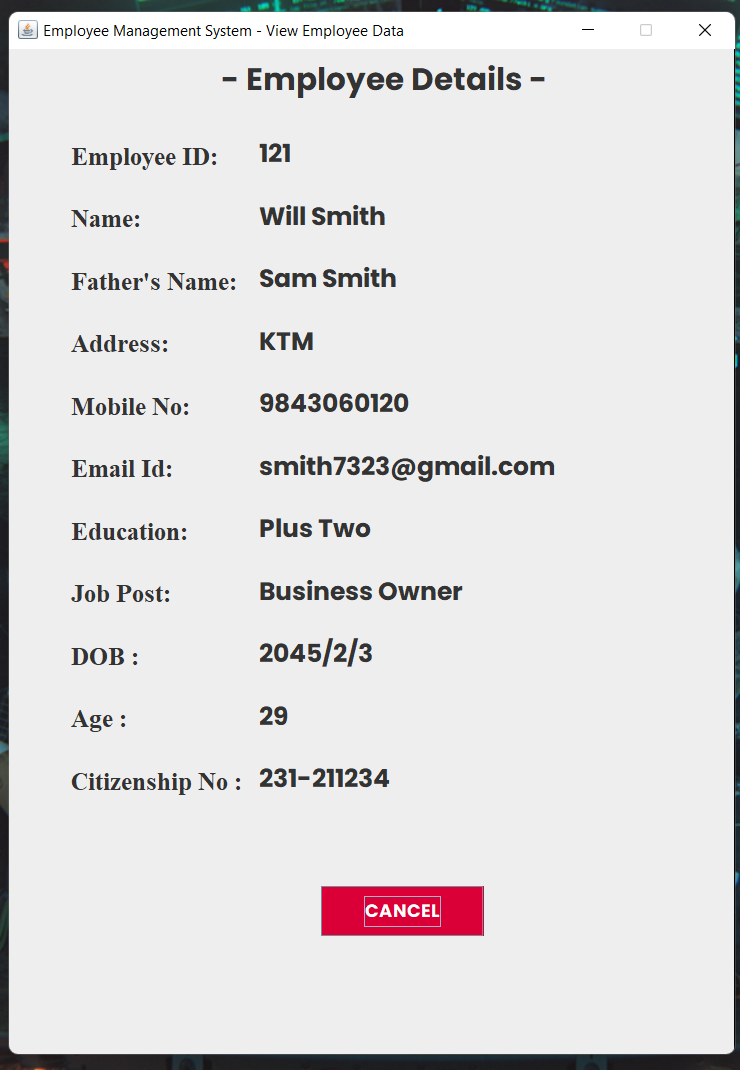 Employee Management System - View Employee Data
- Employee Details -
Employee ID: 121
Name: Will Smith
Father's Name: Sam Smith
Address: KTM
Mobile No: 9843060120
Email Id: smith7323@gmail.com
Education: Plus Two
Job Post: Business Owner
DOB : 2045/2/3
Age : 29
Citizenship No : 231-211234
CANCEL